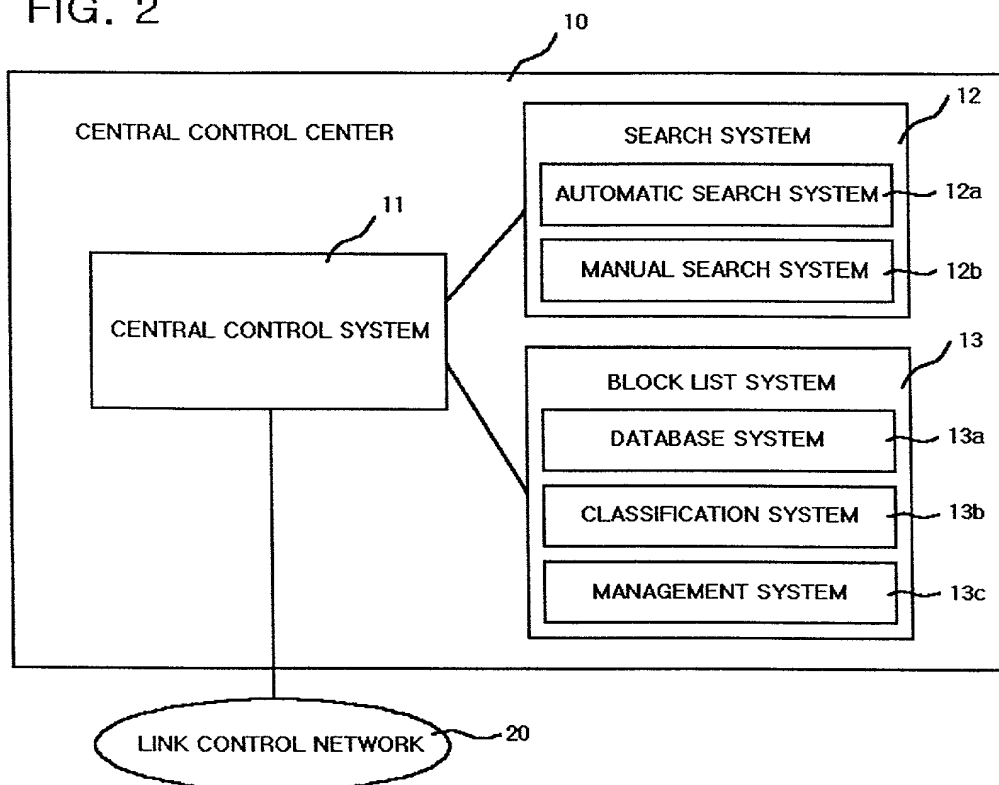 FIG. 2
10
CENTRAL CONTROL CENTER
12
SEARCH SYSTEM
AUTOMATIC SEARCH SYSTEM
12a
MANUAL SEARCH SYSTEM
12b
11
CENTRAL CONTROL SYSTEM
13
BLOCK LIST SYSTEM
DATABASE SYSTEM
13a
CLASSIFICATION SYSTEM
13b
MANAGEMENT SYSTEM
13c
LINK CONTROL NETWORK
20